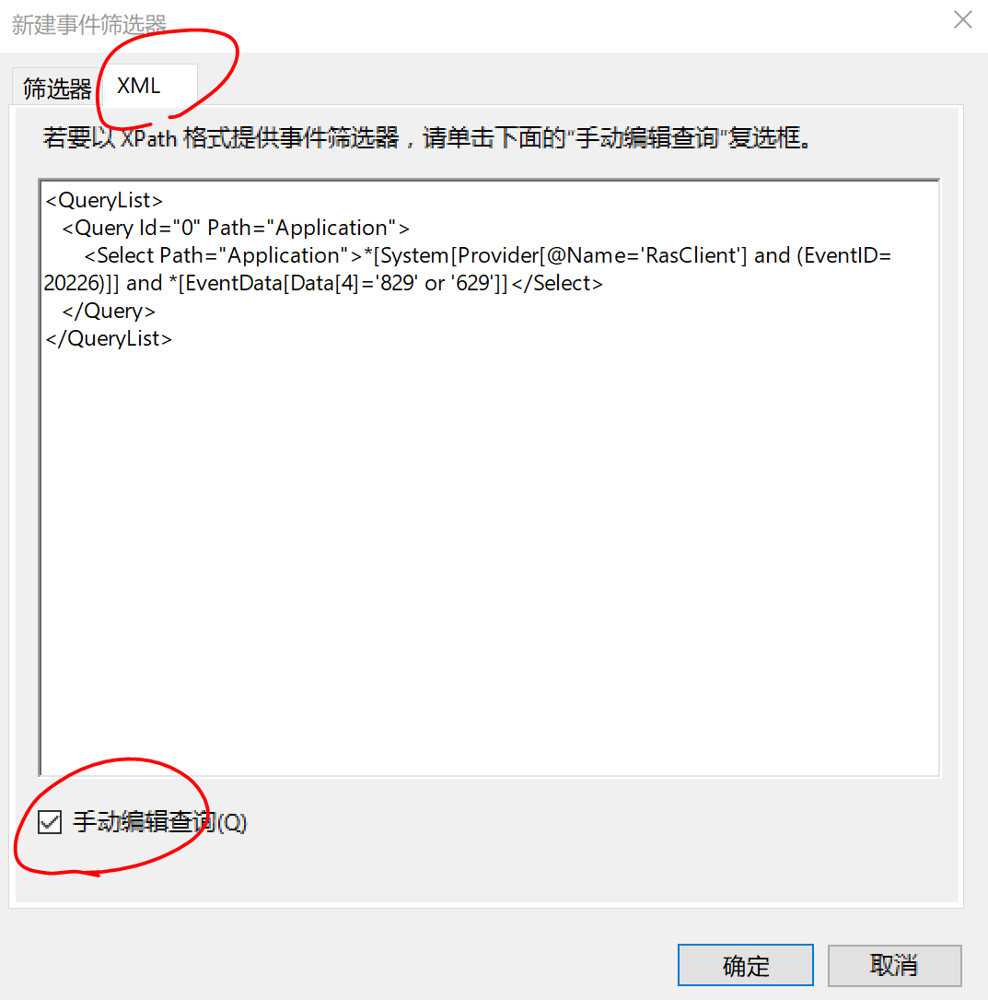 新建事件筛选器
筛选器 XML
若要以 XPath 格式提供事件筛选器，请单击下面的"手动编辑查询"复选框。
<QueryList>
<Query Id="0" Path="Application">
<Select Path="Application">*[System[Provider[@Name='RasClient'] and (EventID=
20226)]] and *[EventData[Data[4]='829' or '629']]</Select>
</Query>
</QueryList>
手动编辑查询(Q)
确定 取消